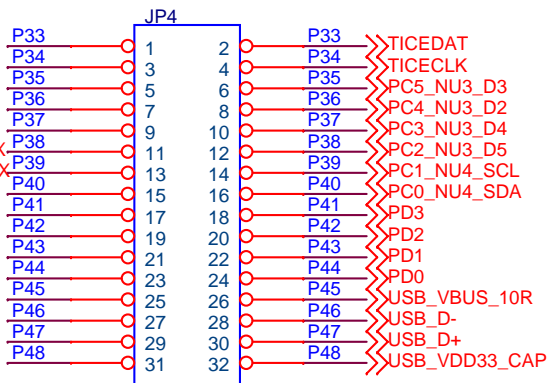 JP4
P33 1 2 P33 TICEDAT
P34 3 4 P34 TICECLK
P35 5 6 P35 PC5_NU3_D3
P36 7 8 P36 PC4_NU3_D2
P37 9 10 P37 PC3_NU3_D4
P38 11 12 P38 PC2_NU3_D5
P39 13 14 P39 PC1_NU4_SCL
P40 15 16 P40 PC0_NU4_SDA
P41 17 18 P41 PD3
P42 19 20 P42 PD2
P43 21 22 P43 PD1
P44 23 24 P44 PD0
P45 25 26 P45 USB_VBUS_10R
P46 27 28 P46 USB_D-
P47 29 30 P47 USB_D+
P48 31 32 P48 USB_VDD33_CAP